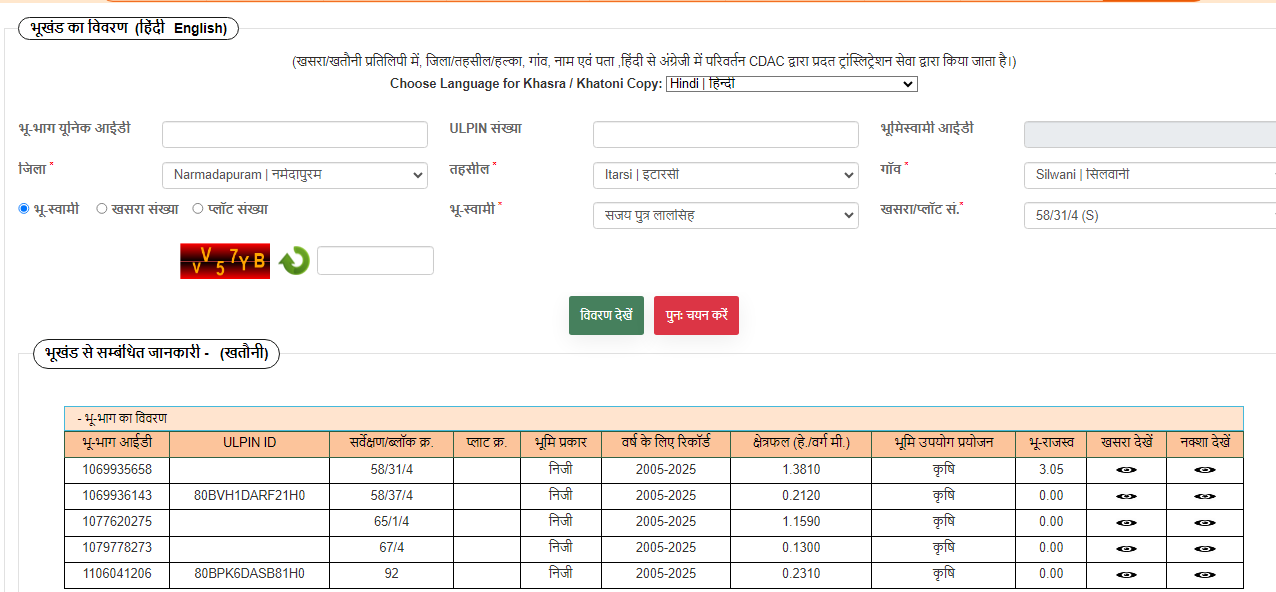 भूखंड का विवरण (हिंदी English)
(खसरा/खतौनी प्रतिलिपी में, जिला/तहसील/हल्का, गांव, नाम एवं पता ,हिंदी से अंग्रेजी में परिवर्तन CDAC द्वारा प्रदत ट्रांस्लिट्रेशन सेवा द्वारा किया जाता है।)
Choose Language for Khasra / Khatoni Copy: Hindi | हिन्दी
भू-भाग यूनिक आईडी ULPIN संख्या भूमिस्वामी आईडी
जिला * Narmadapuram | नर्मदापुरम तहसील * Itarsi | इटारसी गाँव * Silwani | सिलवानी
भू-स्वामी खसरा संख्या प्लॉट संख्या भू-स्वामी * संजय पुत्र लालसिंह खसरा/प्लॉट सं.* 58/31/4 (S)
V V 5 7 Y B
विवरण देखें पुनः चयन करें
भूखंड से सम्बंधित जानकारी - (खतौनी)
- भू-भाग का विवरण
भू-भाग आईडी ULPIN ID सर्वेक्षण/ब्लॉक क्र. प्लाट क्र. भूमि प्रकार वर्ष के लिए रिकॉर्ड क्षेत्रफल (हे./वर्ग मी.) भूमि उपयोग प्रयोजन भू-राजस्व खसरा देखें नक्शा देखें
1069935658 58/31/4 निजी 2005-2025 1.3810 कृषि 3.05
1069936143 80BVH1DARF21H0 58/37/4 निजी 2005-2025 0.2120 कृषि 0.00
1077620275 65/1/4 निजी 2005-2025 1.1590 कृषि 0.00
1079778273 67/4 निजी 2005-2025 0.1300 कृषि 0.00
1106041206 80BPK6DASB81H0 92 निजी 2005-2025 0.2310 कृषि 0.00